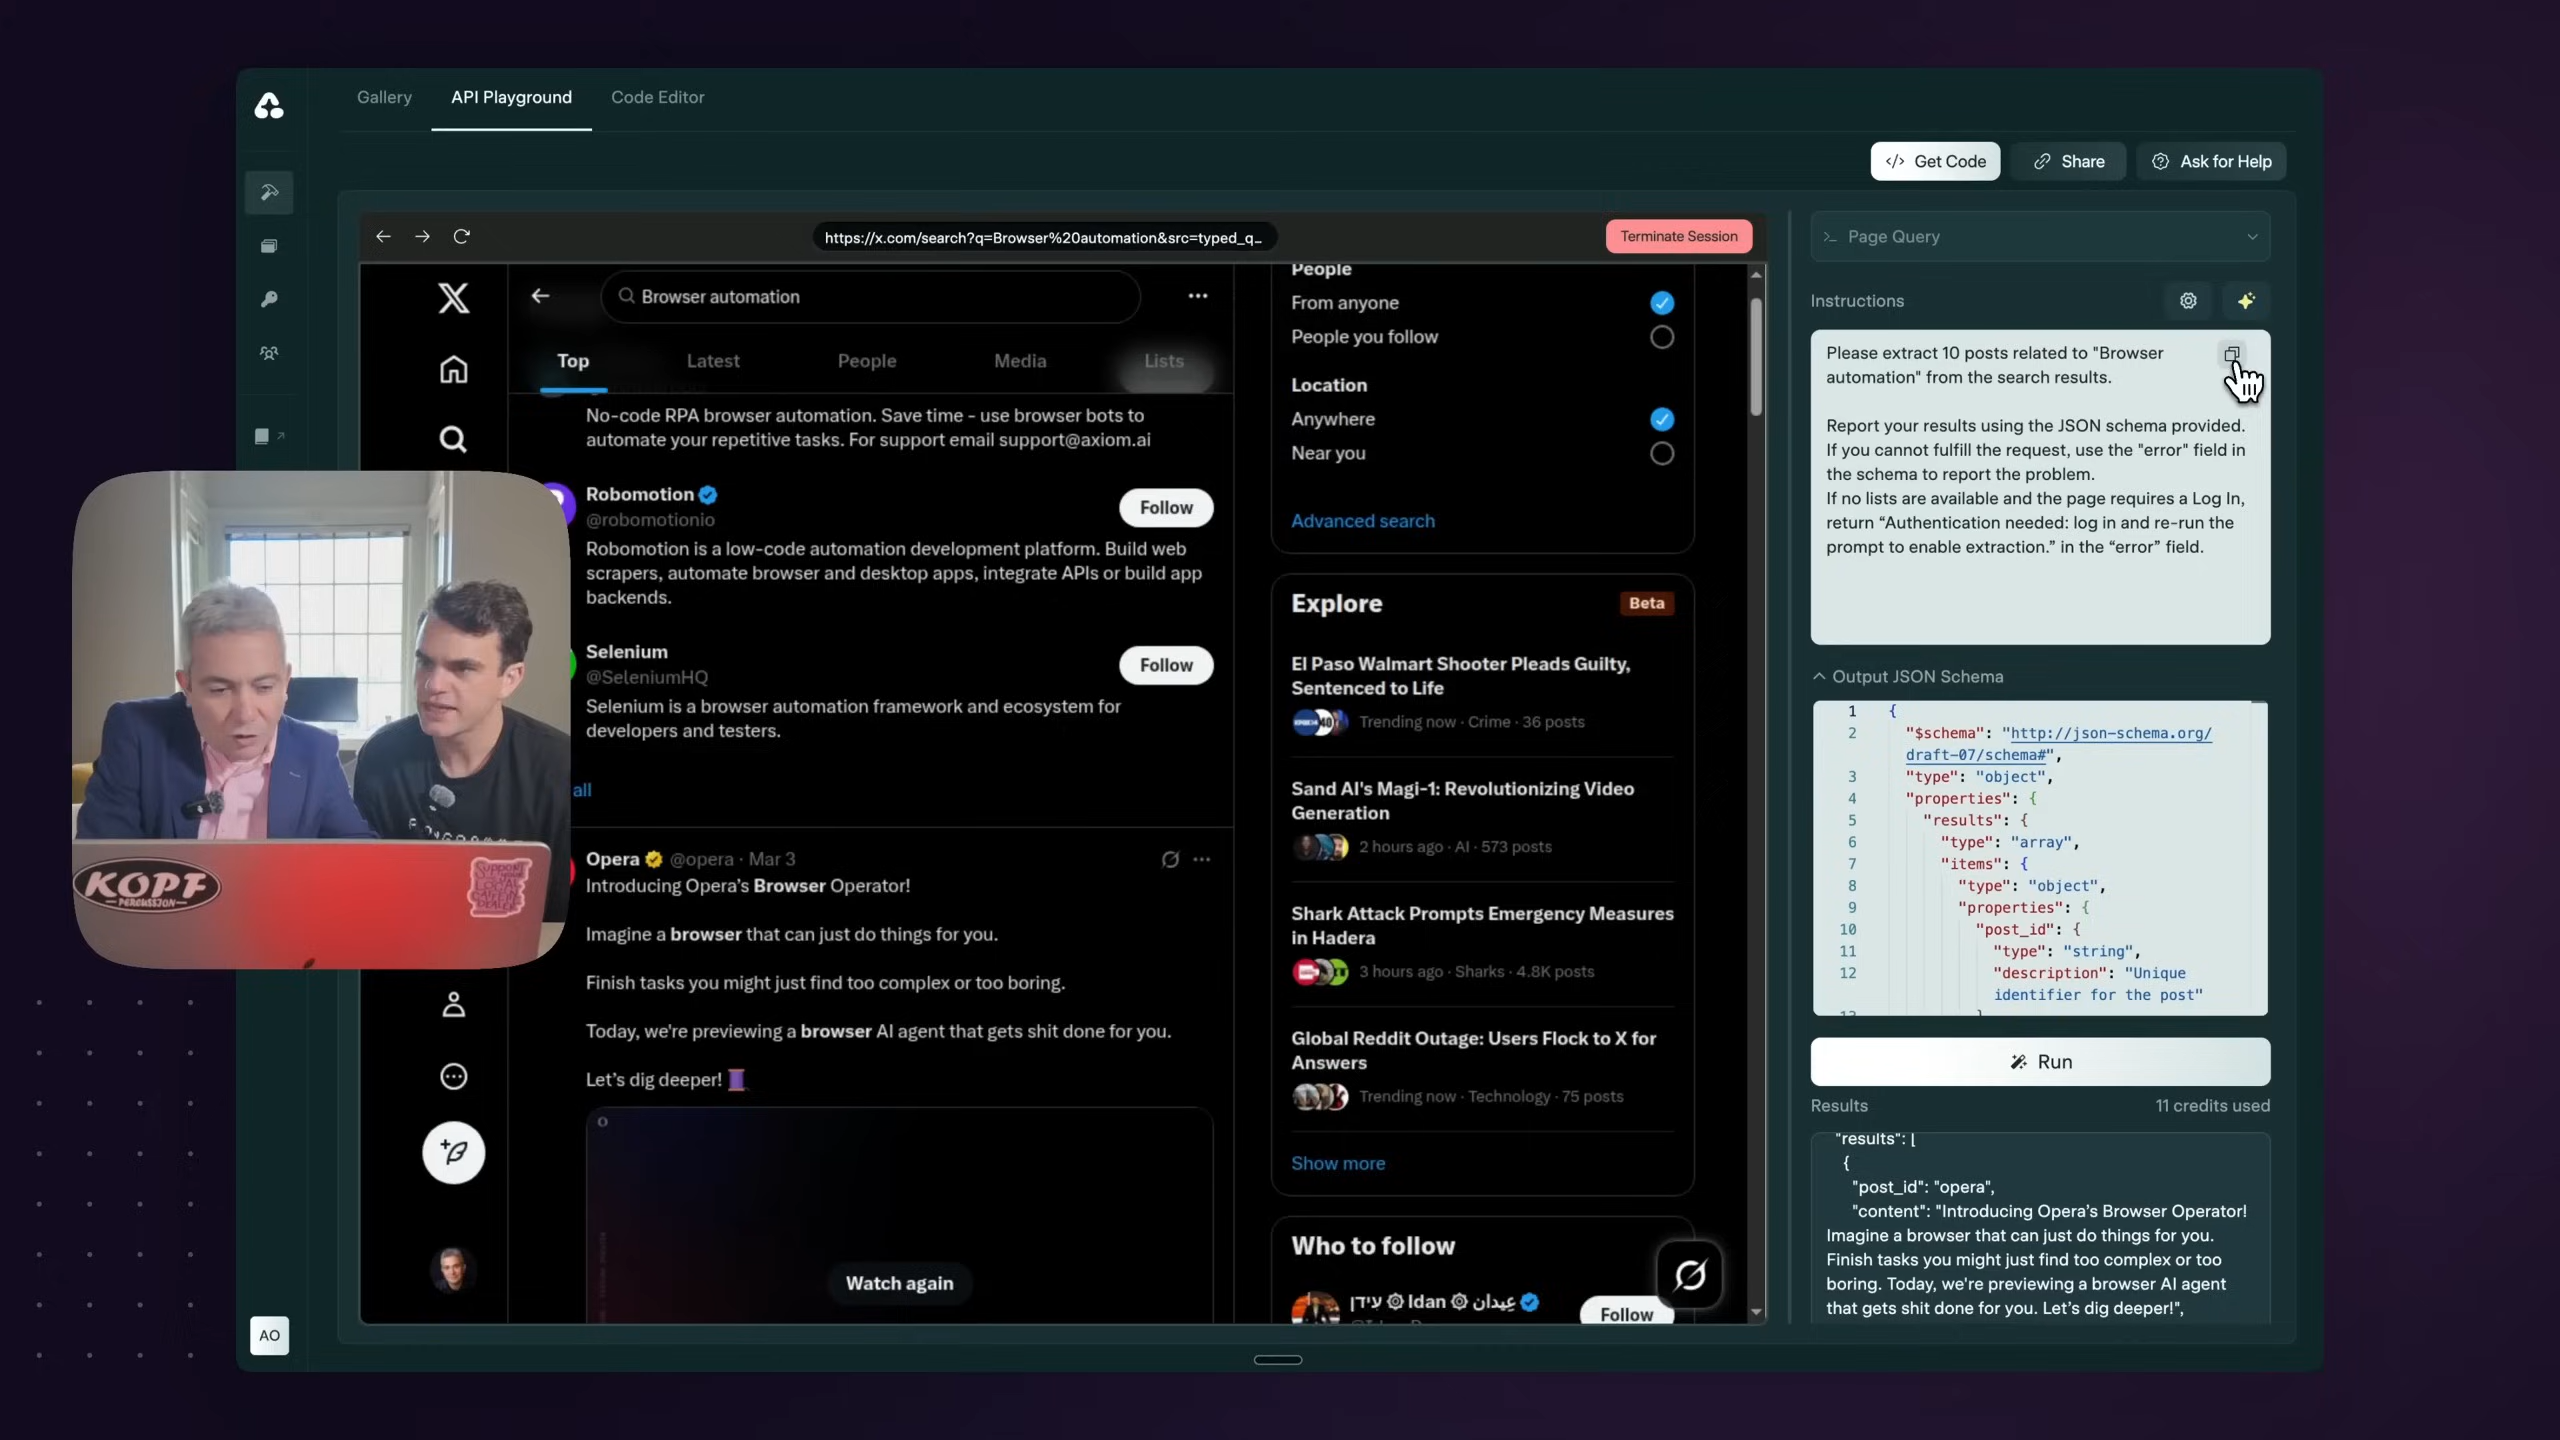 Gallery
API Playground
Code Editor
</> Get Code
Share
Ask for Help
https://x.com/search?q=Browser%20automation&src=typed_q_
Terminate Session
Browser automation
Top
Latest
People
Media
Lists
No-code RPA browser automation. Save time - use browser bots to
automate your repetitive tasks. For support email support@axiom.ai
Robomotion
@robomotionio
Follow
Robomotion is a low-code automation development platform. Build web
scrapers, automate browser and desktop apps, integrate APIs or build app
backends.
Selenium
@SeleniumHQ
Follow
Selenium is a browser automation framework and ecosystem for
developers and testers.
all
Opera @opera · Mar 3
Introducing Opera's Browser Operator!
Imagine a browser that can just do things for you.
Finish tasks you might just find too complex or too boring.
Today, we're previewing a browser AI agent that gets shit done for you.
Let's dig deeper!
Watch again
People
From anyone
People you follow
Location
Anywhere
Near you
Advanced search
Explore
Beta
El Paso Walmart Shooter Pleads Guilty,
Sentenced to Life
Trending now · Crime · 36 posts
Sand AI's Magi-1: Revolutionizing Video
Generation
2 hours ago · AI · 573 posts
Shark Attack Prompts Emergency Measures
in Hadera
3 hours ago · Sharks · 4.8K posts
Global Reddit Outage: Users Flock to X for
Answers
Trending now · Technology · 75 posts
Show more
Who to follow
עידן ۞ Idan ۞ عيدان
Follow
Page Query
Instructions
Please extract 10 posts related to "Browser
automation" from the search results.
Report your results using the JSON schema provided.
If you cannot fulfill the request, use the "error" field in
the schema to report the problem.
If no lists are available and the page requires a Log In,
return “Authentication needed: log in and re-run the
prompt to enable extraction.” in the “error” field.
Output JSON Schema
1 {
2 "$schema": "http://json-schema.org/
draft-07/schema#",
3 "type": "object",
4 "properties": {
5 "results": {
6 "type": "array",
7 "items": {
8 "type": "object",
9 "properties": {
10 "post_id": {
11 "type": "string",
12 "description": "Unique
identifier for the post"
Run
Results
11 credits used
"results": [
{
"post_id": "opera",
"content": "Introducing Opera's Browser Operator!
Imagine a browser that can just do things for you.
Finish tasks you might just find too complex or too
boring. Today, we're previewing a browser AI agent
that gets shit done for you. Let's dig deeper!",
KOPF
PERCUSSION
SUPPORT
LOCAL
DEALER
AO